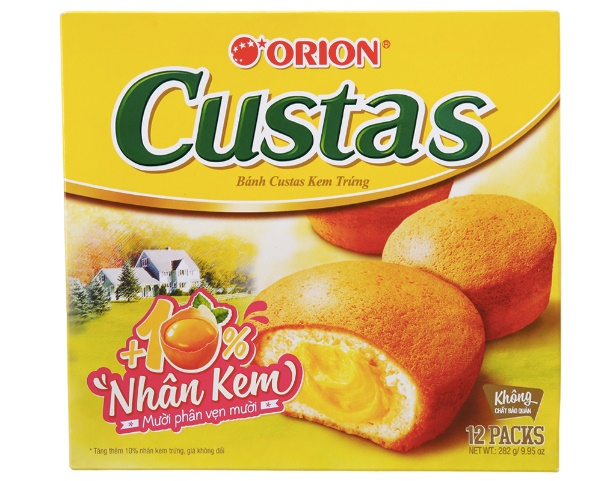 ORION®
Custas
Bánh Custas Kem Trứng
+10%
Nhân Kem
Mười phân vẹn mười
* Tăng thêm 10% nhân kem trứng, giá không đổi
Không
CHẤT BẢO QUẢN
12 PACKS
NET WT.: 282 g/ 9.95 oz